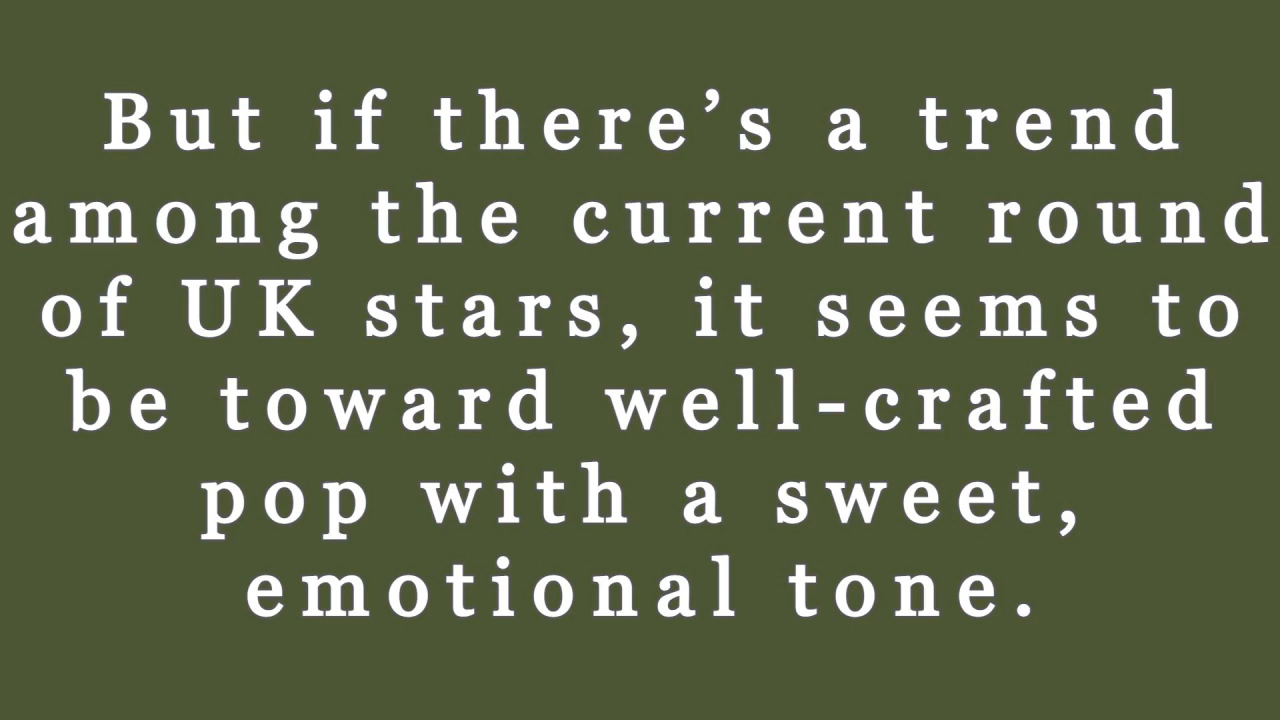 But if there’s a trend
among the current round
of UK stars, it seems to
be toward well-crafted
pop with a sweet,
emotional tone.